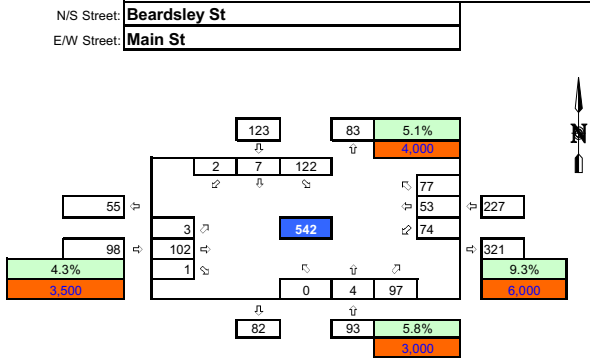 N/S Street: Beardsley St
E/W Street: Main St
N
123 83 5.1%
4,000
2 7 122
77
55 53 227
3 542 74
98 102 321
4.3% 1 9.3%
3,500 0 4 97 6,000
82 93 5.8%
3,000